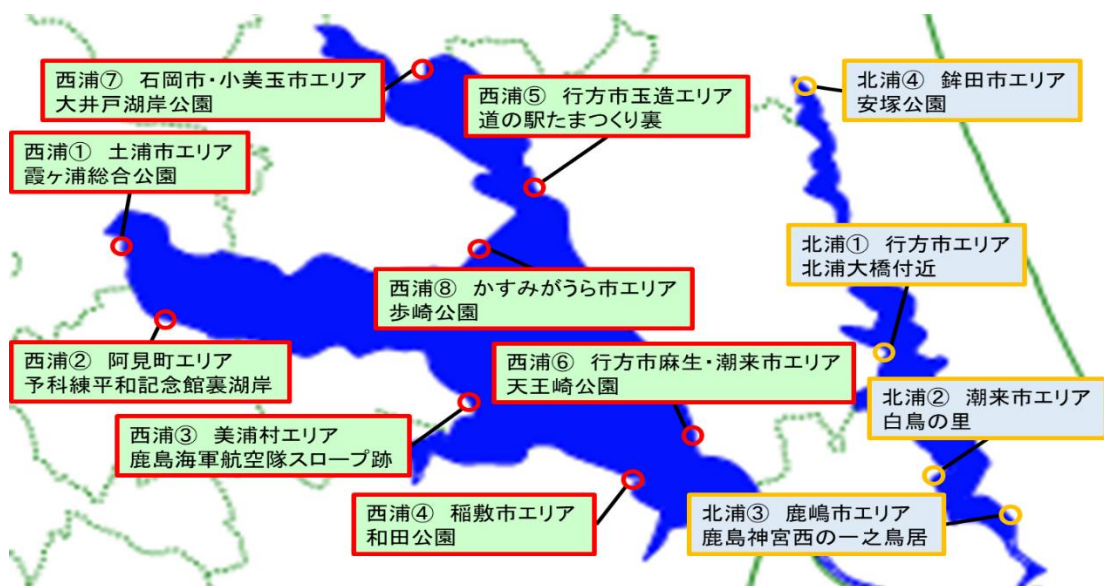 西浦⑦ 石岡市・小美玉市エリア
大井戸湖岸公園
西浦⑤ 行方市玉造エリア
道の駅たまつくり裏
北浦④ 鉾田市エリア
安塚公園
西浦① 土浦市エリア
霞ヶ浦総合公園
北浦① 行方市エリア
北浦大橋付近
西浦⑧ かすみがうら市エリア
歩崎公園
西浦② 阿見町エリア
予科練平和記念館裏湖岸
西浦⑥ 行方市麻生・潮来市エリア
天王崎公園
北浦② 潮来市エリア
白鳥の里
西浦③ 美浦村エリア
鹿島海軍航空隊スロープ跡
西浦④ 稲敷市エリア
和田公園
北浦③ 鹿嶋市エリア
鹿島神宮西の一之鳥居